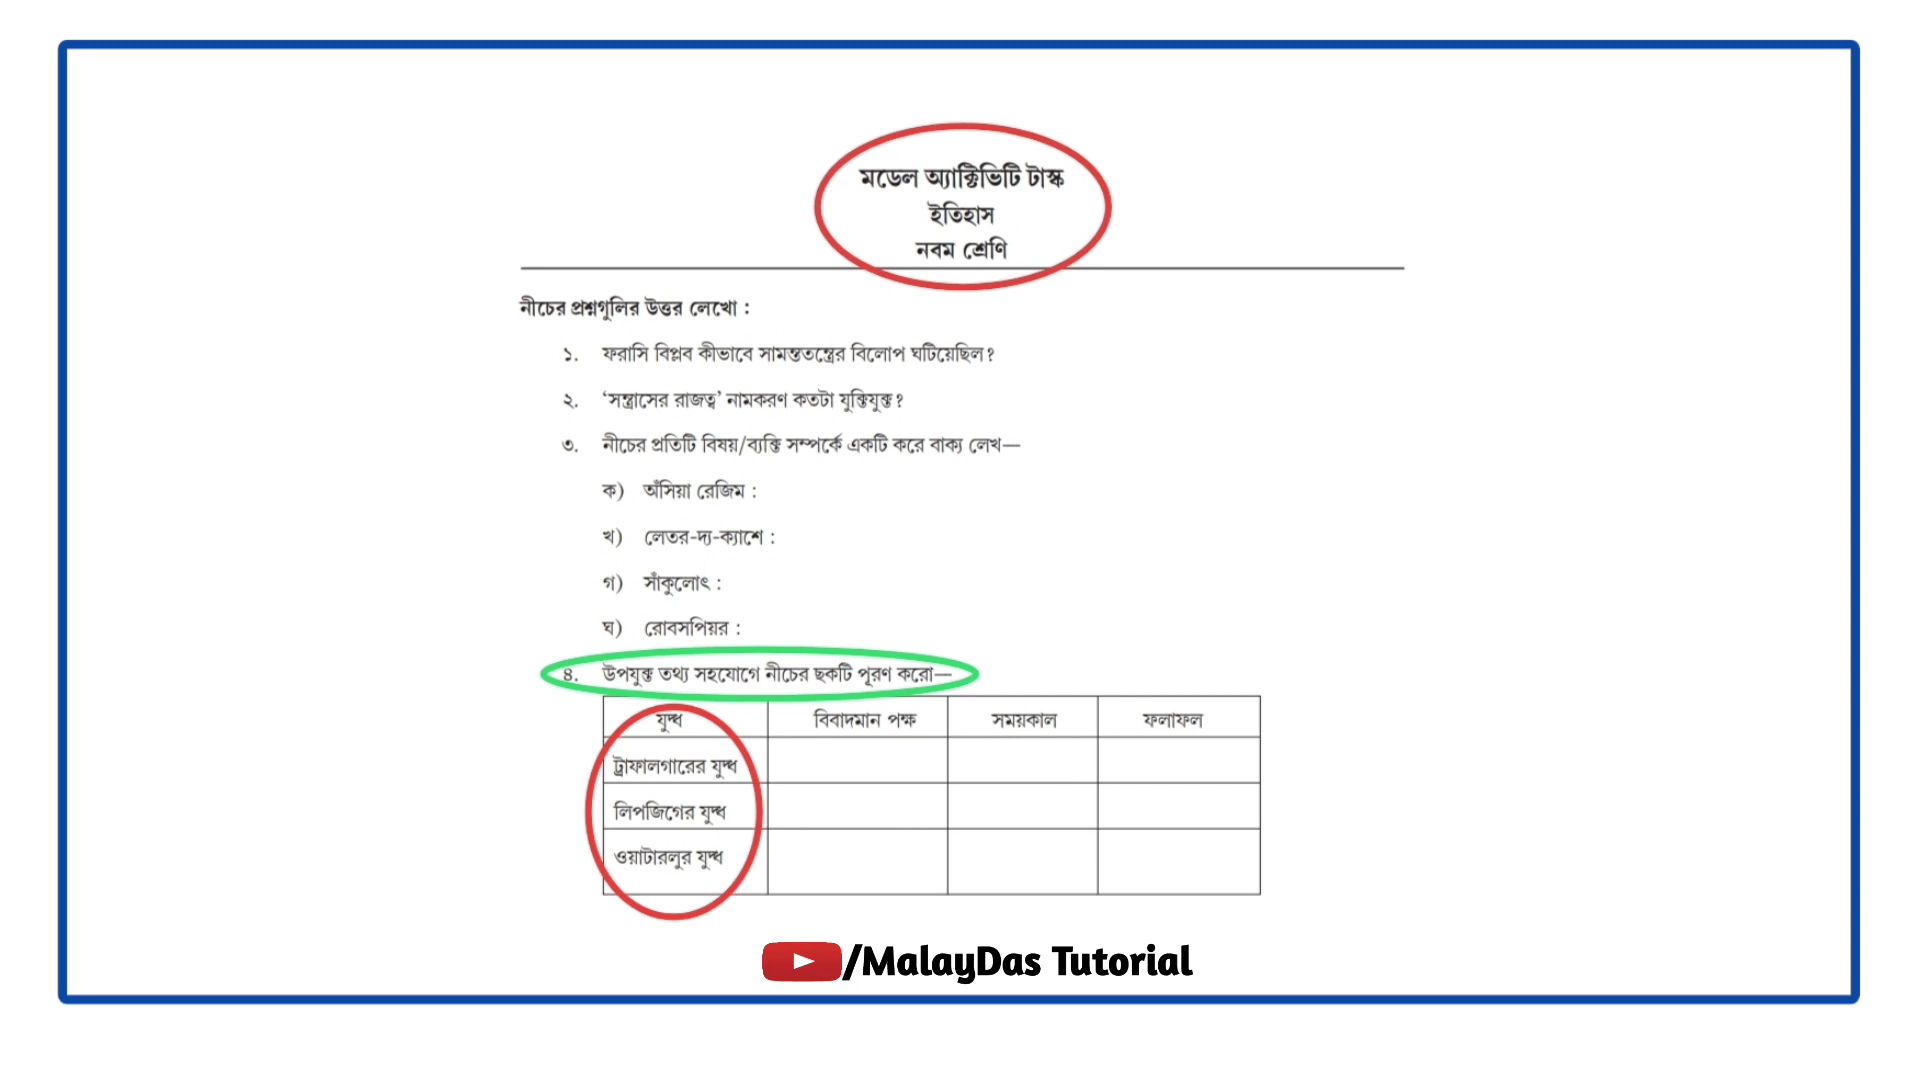 মডেল অ্যাক্টিভিটি টাস্ক
ইতিহাস
নবম শ্রেণি
নীচের প্রশ্নগুলির উত্তর লেখো :
১. ফরাসি বিপ্লব কীভাবে সামন্ততন্ত্রের বিলোপ ঘটিয়েছিল?
২. ‘সন্ত্রাসের রাজত্ব’ নামকরণ কতটা যুক্তিযুক্ত?
৩. নীচের প্রতিটি বিষয়/ব্যক্তি সম্পর্কে একটি করে বাক্য লেখ—
ক) অঁসিয়া রেজিম :
খ) লেতর-দ্য-ক্যাশে :
গ) সাঁকুলোৎ :
ঘ) রোবসপিয়র :
৪. উপযুক্ত তথ্য সহযোগে নীচের ছকটি পূরণ করো—
যুদ্ধ বিবাদমান পক্ষ সময়কাল ফলাফল
ট্রাফালগারের যুদ্ধ
লিপজিগের যুদ্ধ
ওয়াটারলুর যুদ্ধ
/MalayDas Tutorial